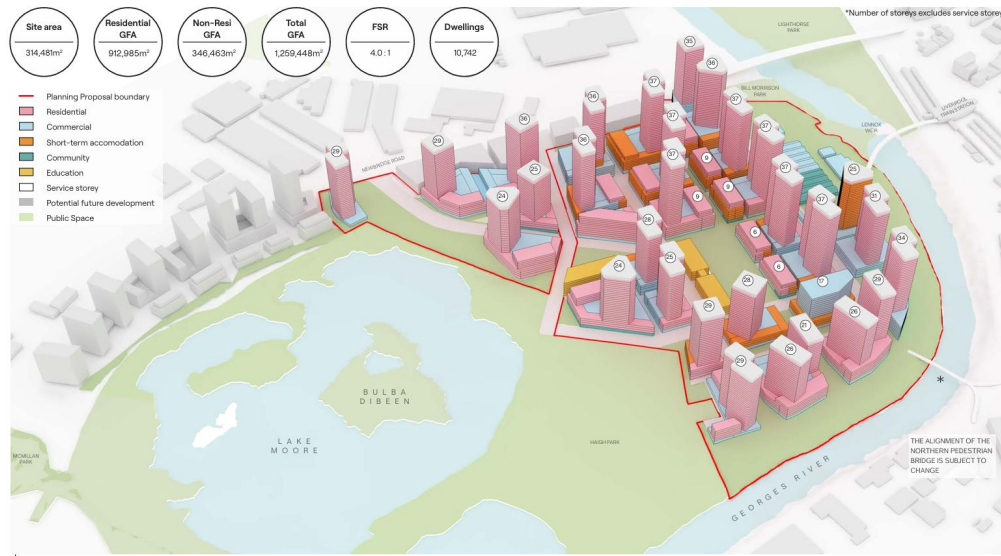 Site area
314,481m²
Residential
GFA
912,985m²
Non-Resi
GFA
346,463m²
Total
GFA
1,259,448m²
FSR
4.0 : 1
Dwellings
10,742
*Number of storeys excludes service storey
Planning Proposal boundary
Residential
Commercial
Short-term accomodation
Community
Education
Service storey
Potential future development
Public Space
LIGHTHORSE
PARK
BILL MORRISON
PARK
LIVERPOOL
TRAIN STATION
LENNOX
WEIR
NEWBRIDGE ROAD
35
36
37
36
37
36
37
37
36
37
29
29
25
9
37
25
9
24
9
37
31
28
6
34
24
25
6
17
28
29
29
21
26
26
29
BULBA
DIBEEN
LAKE
MOORE
HAIGH PARK
MCMILLAN
PARK
GEORGES RIVER
*
THE ALIGNMENT OF THE
NORTHERN PEDESTRIAN
BRIDGE IS SUBJECT TO
CHANGE